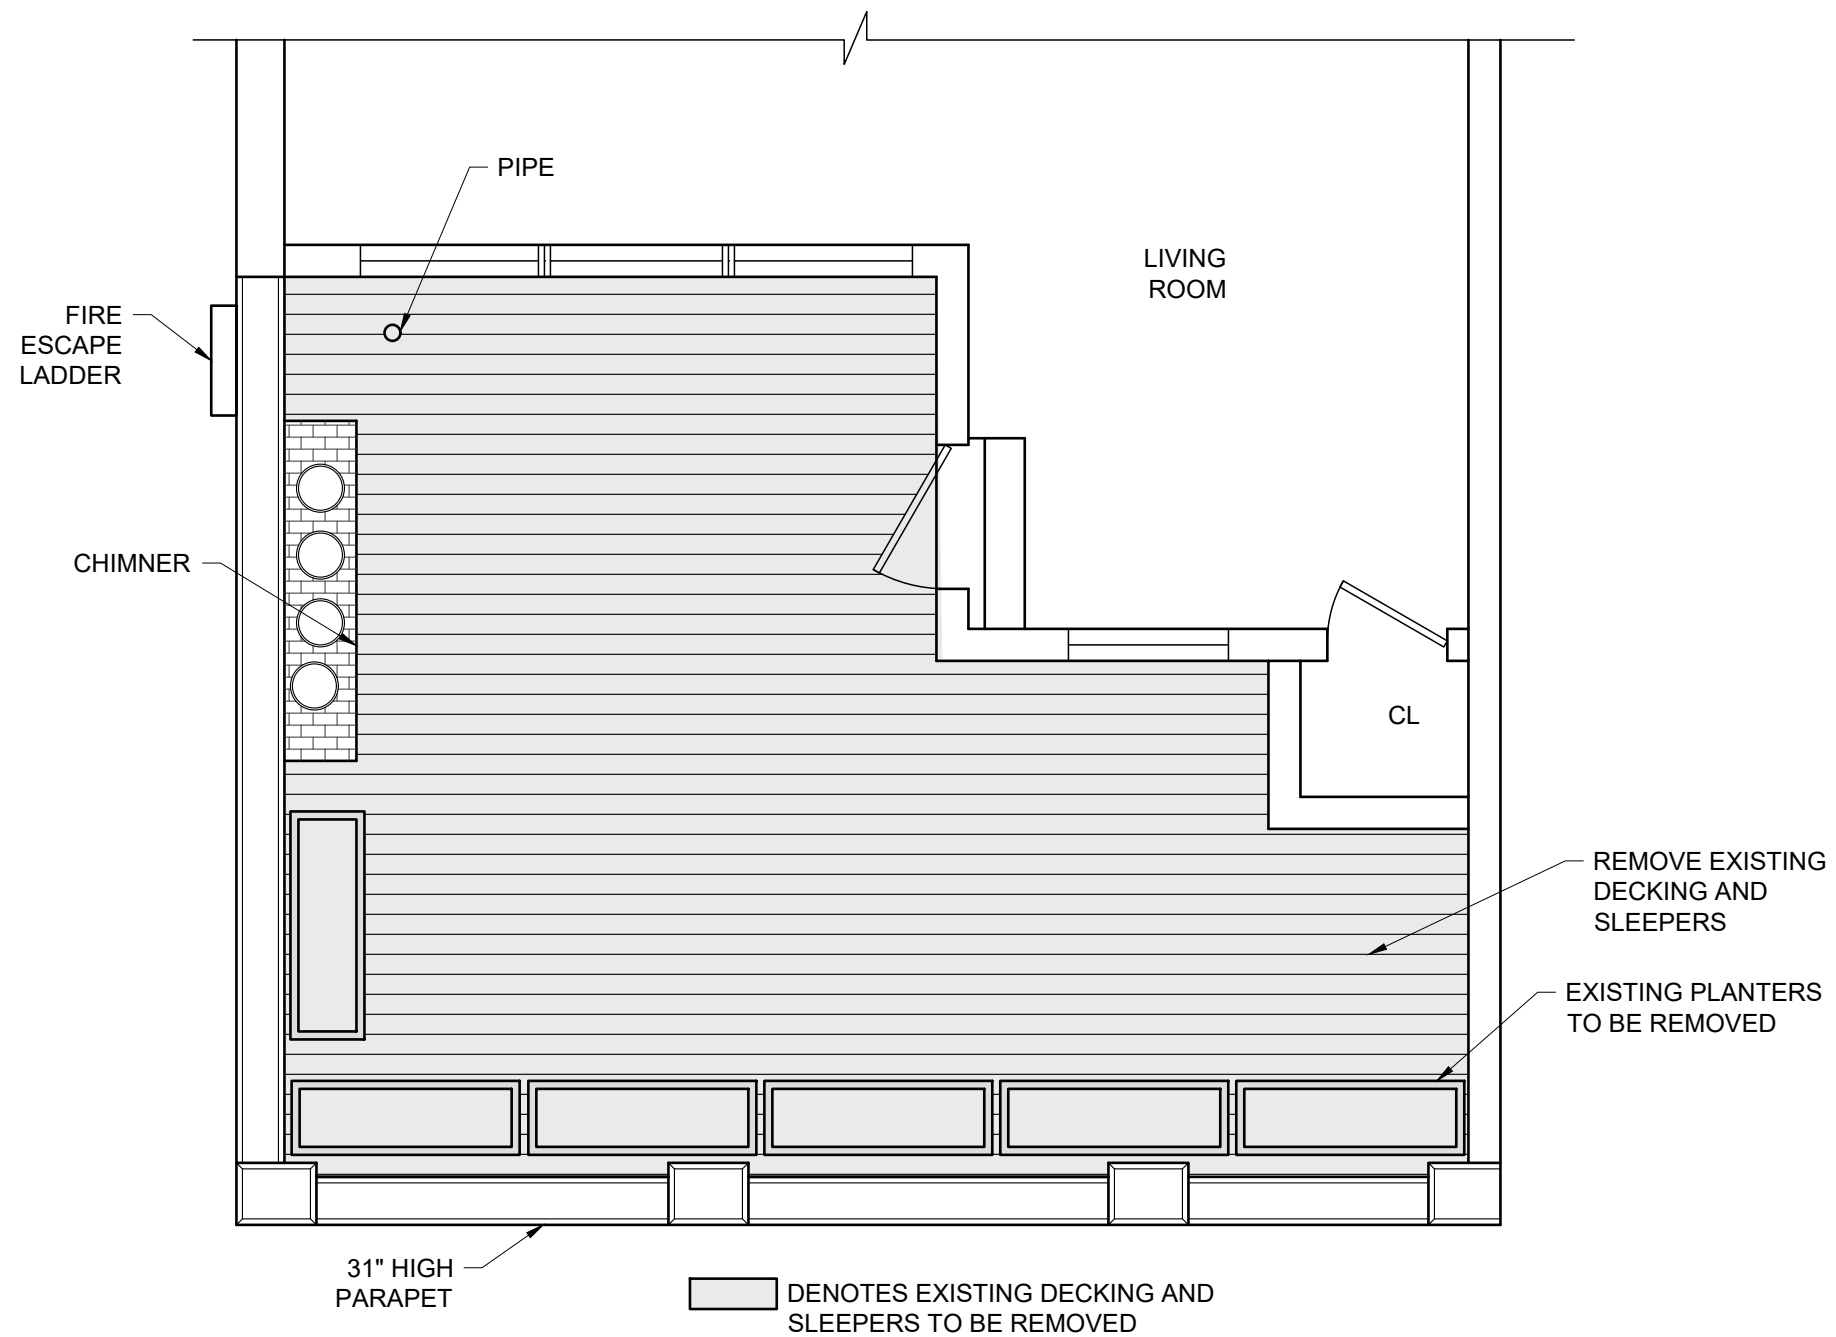 PIPE
LIVING
ROOM
FIRE
ESCAPE
LADDER
CHIMNER
CL
REMOVE EXISTING
DECKING AND
SLEEPERS
EXISTING PLANTERS
TO BE REMOVED
31" HIGH
PARAPET
DENOTES EXISTING DECKING AND
SLEEPERS TO BE REMOVED